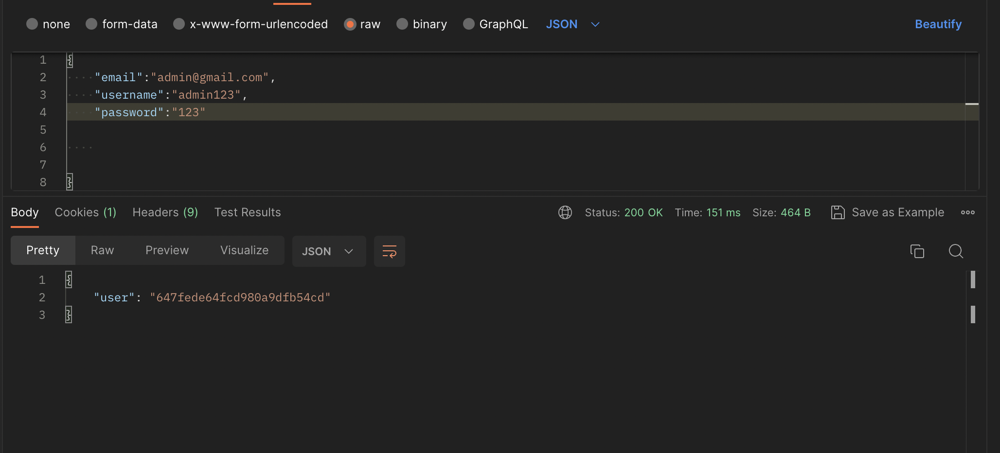 none form-data x-www-form-urlencoded raw binary GraphQL JSON Beautify
1 {
2 "email":"admin@gmail.com",
3 "username":"admin123",
4 "password":"123"
5
6
7
8 }
Body Cookies (1) Headers (9) Test Results Status: 200 OK Time: 151 ms Size: 464 B Save as Example
Pretty Raw Preview Visualize JSON
1 {
2 "user": "647fede64fcd980a9dfb54cd"
3 }